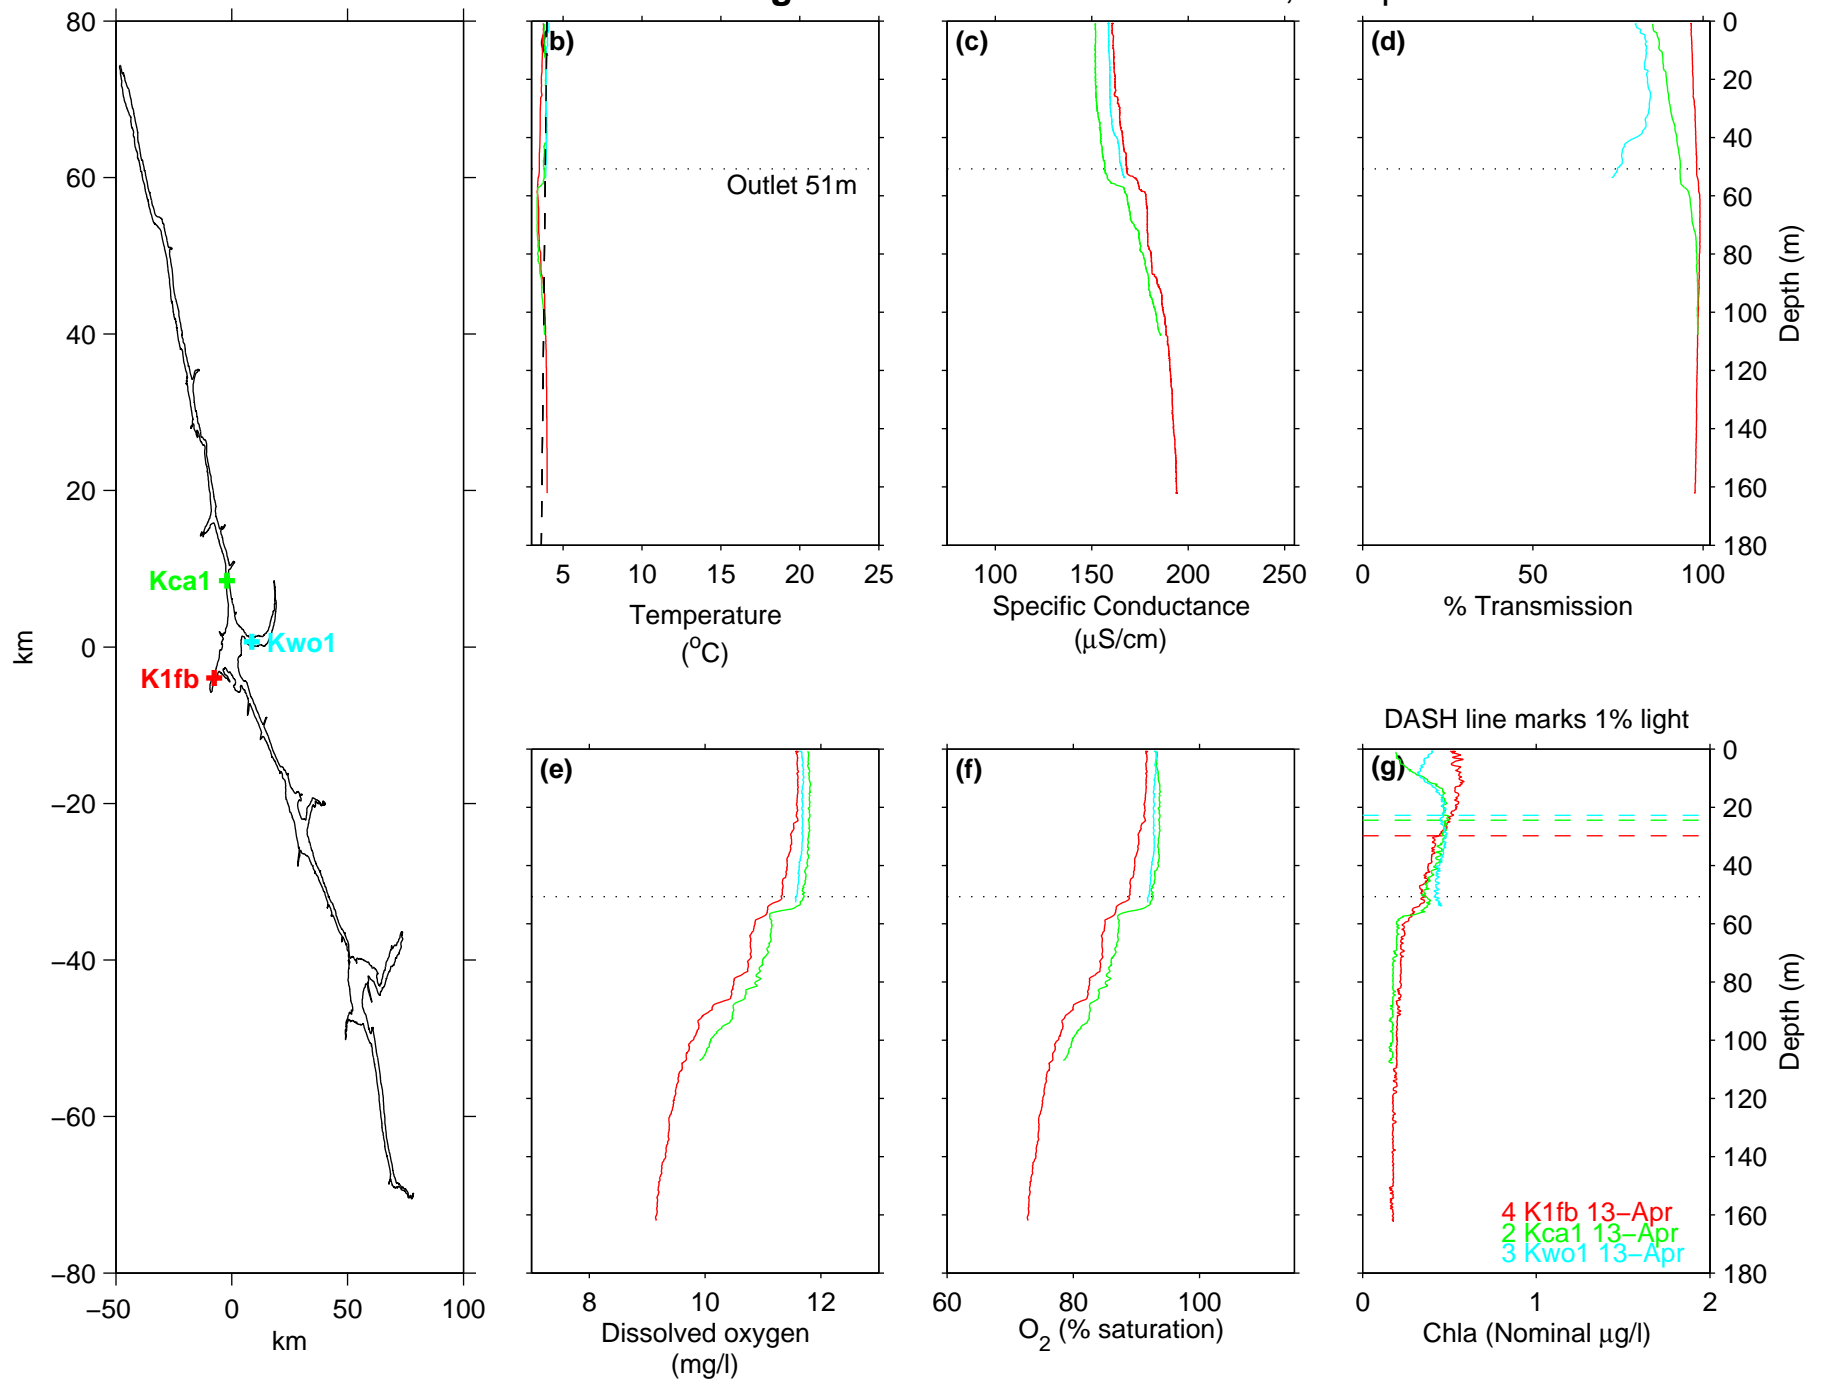 80
60
40
20
0
−20
−40
−60
−80
km
−50 0 50 100
km
Kca1
Kwo1
K1fb
(b)
Outlet 51m
5 10 15 20 25
Temperature
(°C)
(c)
100 150 200 250
Specific Conductance
(μS/cm)
(d)
0 50 100
% Transmission
0
20
40
60
80
100
120
140
160
180
Depth (m)
(e)
8 10 12
Dissolved oxygen
(mg/l)
(f)
60 80 100
O2 (% saturation)
DASH line marks 1% light
(g)
4 K1fb 13−Apr
2 Kca1 13−Apr
3 Kwo1 13−Apr
0 1 2
Chla (Nominal μg/l)
0
20
40
60
80
100
120
140
160
180
Depth (m)